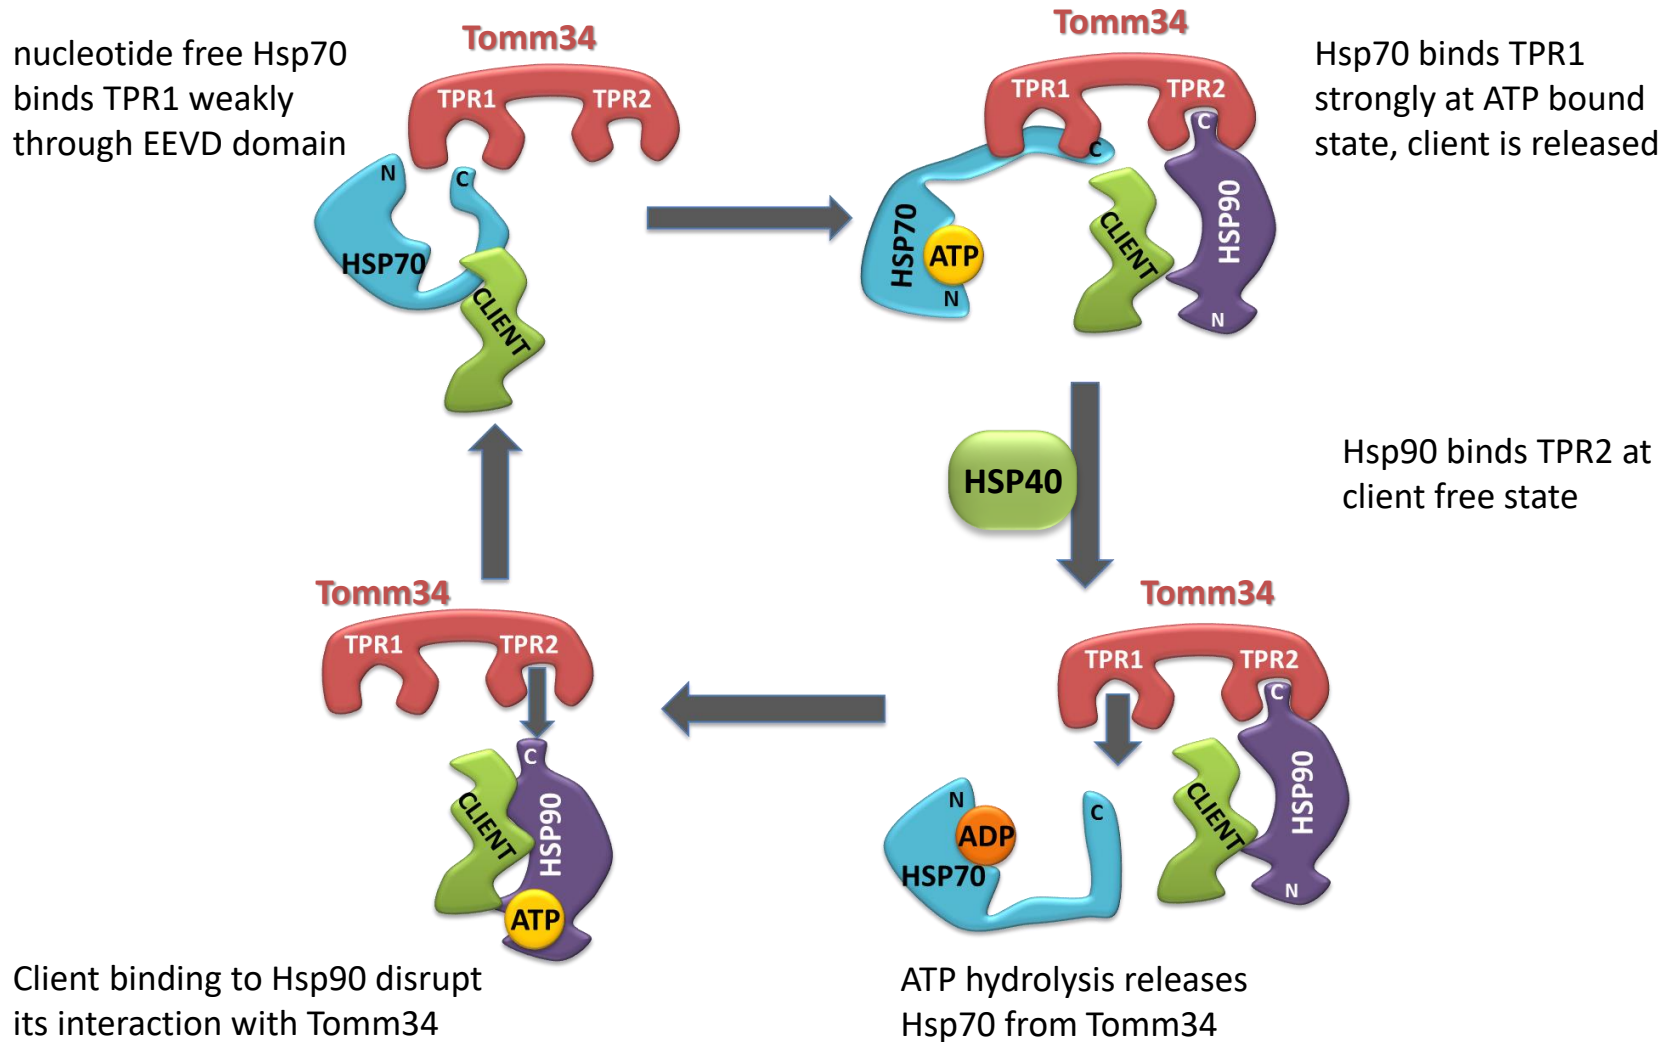 Tomm34
nucleotide free Hsp70
binds TPR1 weakly
through EEVD domain
TPR1
TPR2
N
C
HSP70
CLIENT
Tomm34
TPR1
TPR2
C
C
HSP70
ATP
N
CLIENT
HSP90
N
Hsp70 binds TPR1
strongly at ATP bound
state, client is released
HSP40
Hsp90 binds TPR2 at
client free state
Tomm34
TPR1
TPR2
C
CLIENT
HSP90
ATP
Client binding to Hsp90 disrupt
its interaction with Tomm34
Tomm34
TPR1
TPR2
C
N
ADP
HSP70
C
CLIENT
HSP90
N
ATP hydrolysis releases
Hsp70 from Tomm34